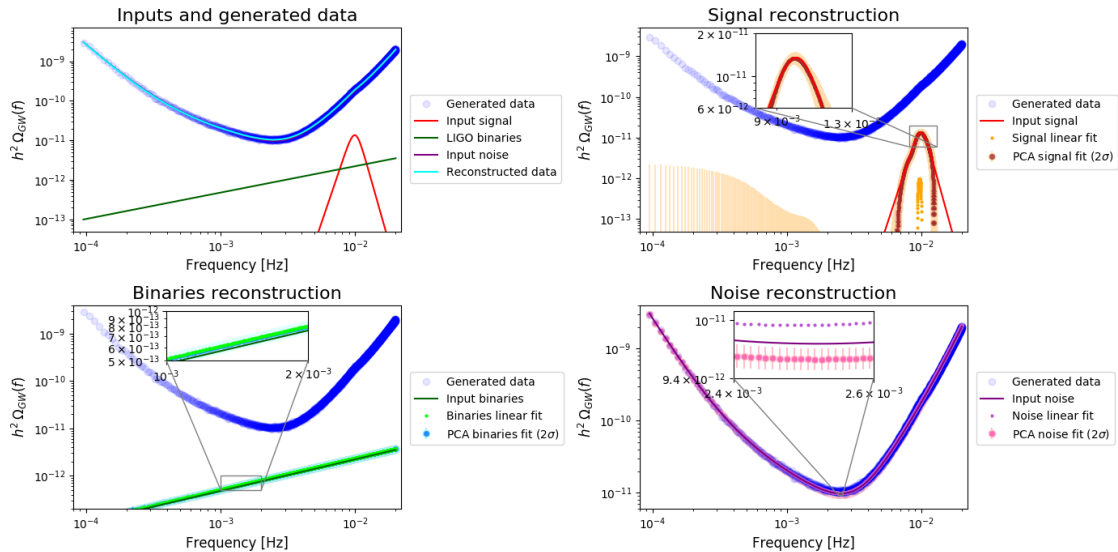 Inputs and generated data
10⁻⁹
10⁻¹⁰
10⁻¹¹
10⁻¹²
10⁻¹³
h² Ω_GW(f)
10⁻⁴
10⁻³
10⁻²
Frequency [Hz]
Generated data
Input signal
LIGO binaries
Input noise
Reconstructed data
Signal reconstruction
10⁻⁹
10⁻¹⁰
10⁻¹¹
10⁻¹²
10⁻¹³
h² Ω_GW(f)
2 × 10⁻¹¹
10⁻¹¹
6 × 10⁻¹²
9 × 10⁻³
1.3 × 10⁻²
10⁻⁴
10⁻³
10⁻²
Frequency [Hz]
Generated data
Input signal
Signal linear fit
PCA signal fit (2σ)
Binaries reconstruction
10⁻⁹
10⁻¹⁰
10⁻¹¹
10⁻¹²
h² Ω_GW(f)
10⁻¹²
9 × 10⁻¹³
8 × 10⁻¹³
7 × 10⁻¹³
6 × 10⁻¹³
5 × 10⁻¹³
10⁻³
2 × 10⁻³
10⁻⁴
10⁻³
10⁻²
Frequency [Hz]
Generated data
Input binaries
Binaries linear fit
PCA binaries fit (2σ)
Noise reconstruction
10⁻⁹
10⁻¹⁰
10⁻¹¹
h² Ω_GW(f)
10⁻¹¹
9.4 × 10⁻¹²
2.4 × 10⁻³
2.6 × 10⁻³
10⁻⁴
10⁻³
10⁻²
Frequency [Hz]
Generated data
Input noise
Noise linear fit
PCA noise fit (2σ)